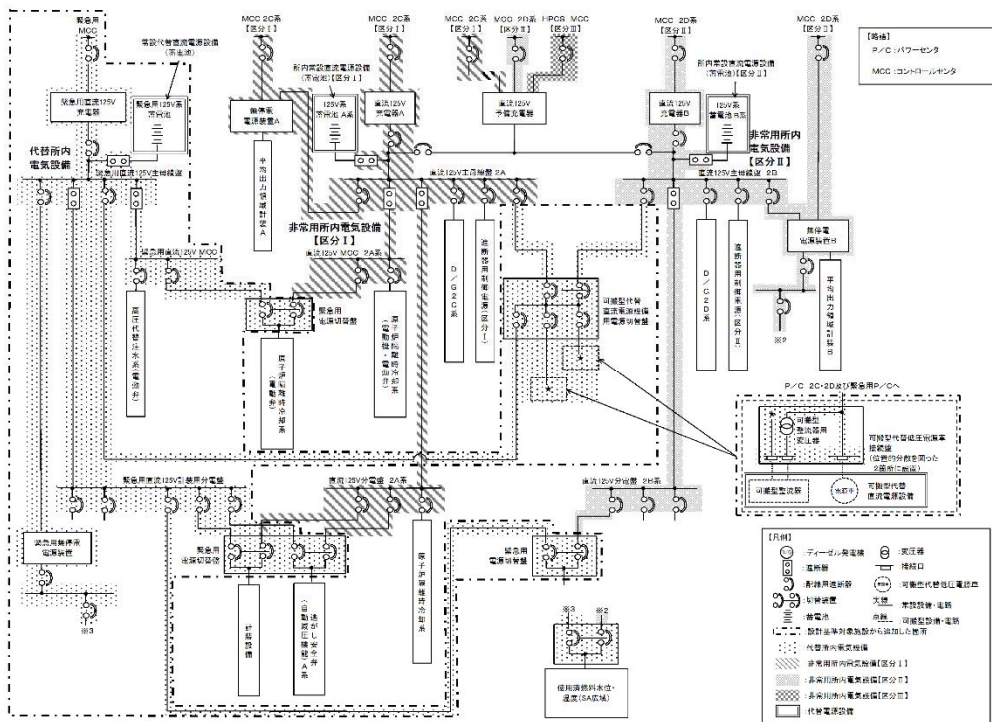 緊急用
MCC
MCC 2C系
【区分Ⅰ】
MCC 2C系
【区分Ⅰ】
MCC 2C系
【区分Ⅰ】
MCC 2D系
【区分Ⅱ】
HPCS MCC
【区分Ⅲ】
MCC 2D系
【区分Ⅱ】
MCC 2D系
【区分Ⅱ】
【略語】
P/C:パワーセンタ
MCC:コントロールセンタ
常設代替直流電源設備
(蓄電池)
所内常設直流電源設備
(蓄電池)【区分Ⅰ】
所内常設直流電源設備
(蓄電池)【区分Ⅱ】
緊急用直流125V
充電器
緊急用125V系
蓄電池
無停電
電源装置A
125V系
蓄電池 A系
直流125V
充電器A
直流125V
予備充電器
直流125V
充電器B
125V系
蓄電池 B系
代替所内
電気設備
非常用所内
電気設備
【区分Ⅱ】
緊急用直流125V主母線盤
直流125V主母線盤 2A
直流125V主母線盤 2B
平均出力領域計装A
非常用所内電気設備
【区分Ⅰ】
無停電
電源装置B
緊急用直流125V MCC
直流125V MCC 2A系
高圧代替注水系(電動弁)
緊急用
電源切替盤
原子炉隔離時冷却系
(電動弁)
原子炉隔離時冷却系
(電動機・電動弁)
D/G2C系
遮断器用制御電源(区分Ⅰ)
可搬型代替
直流電源設備
用電源切替盤
D/G2D系
遮断器用制御電源(区分Ⅱ)
平均出力領域計装B
※2
P/C 2C・2D及び緊急用P/Cへ
可搬型
整流器用
変圧器
可搬型代替低圧電源車
接続盤
(位置的分散を図った
2箇所に設置)
可搬型整流器
電源車
可搬型代替
直流電源設備
緊急用直流125V計装用分電盤
直流125V分電盤 2A系
直流125V分電盤 2B系
緊急用無停電
電源装置
緊急用
電源切替盤
緊急用
電源切替盤
※3
計装設備
逃がし安全弁
(自動減圧機能)A系
原子炉隔離時冷却系
※3
※2
使用済燃料水位・
温度(SA広域)
【凡例】
D/G
:ディーゼル発電機
:変圧器
:遮断器
:接続口
:配線用遮断器
電源車
:可搬型代替低圧電源車
:切替装置
実線
:常設設備・電路
:蓄電池
点線
:可搬型設備・電路
:設計基準対象施設から追加した箇所
:代替所内電気設備
:非常用所内電気設備【区分Ⅰ】
:非常用所内電気設備【区分Ⅱ】
:非常用所内電気設備【区分Ⅲ】
:代替電源設備